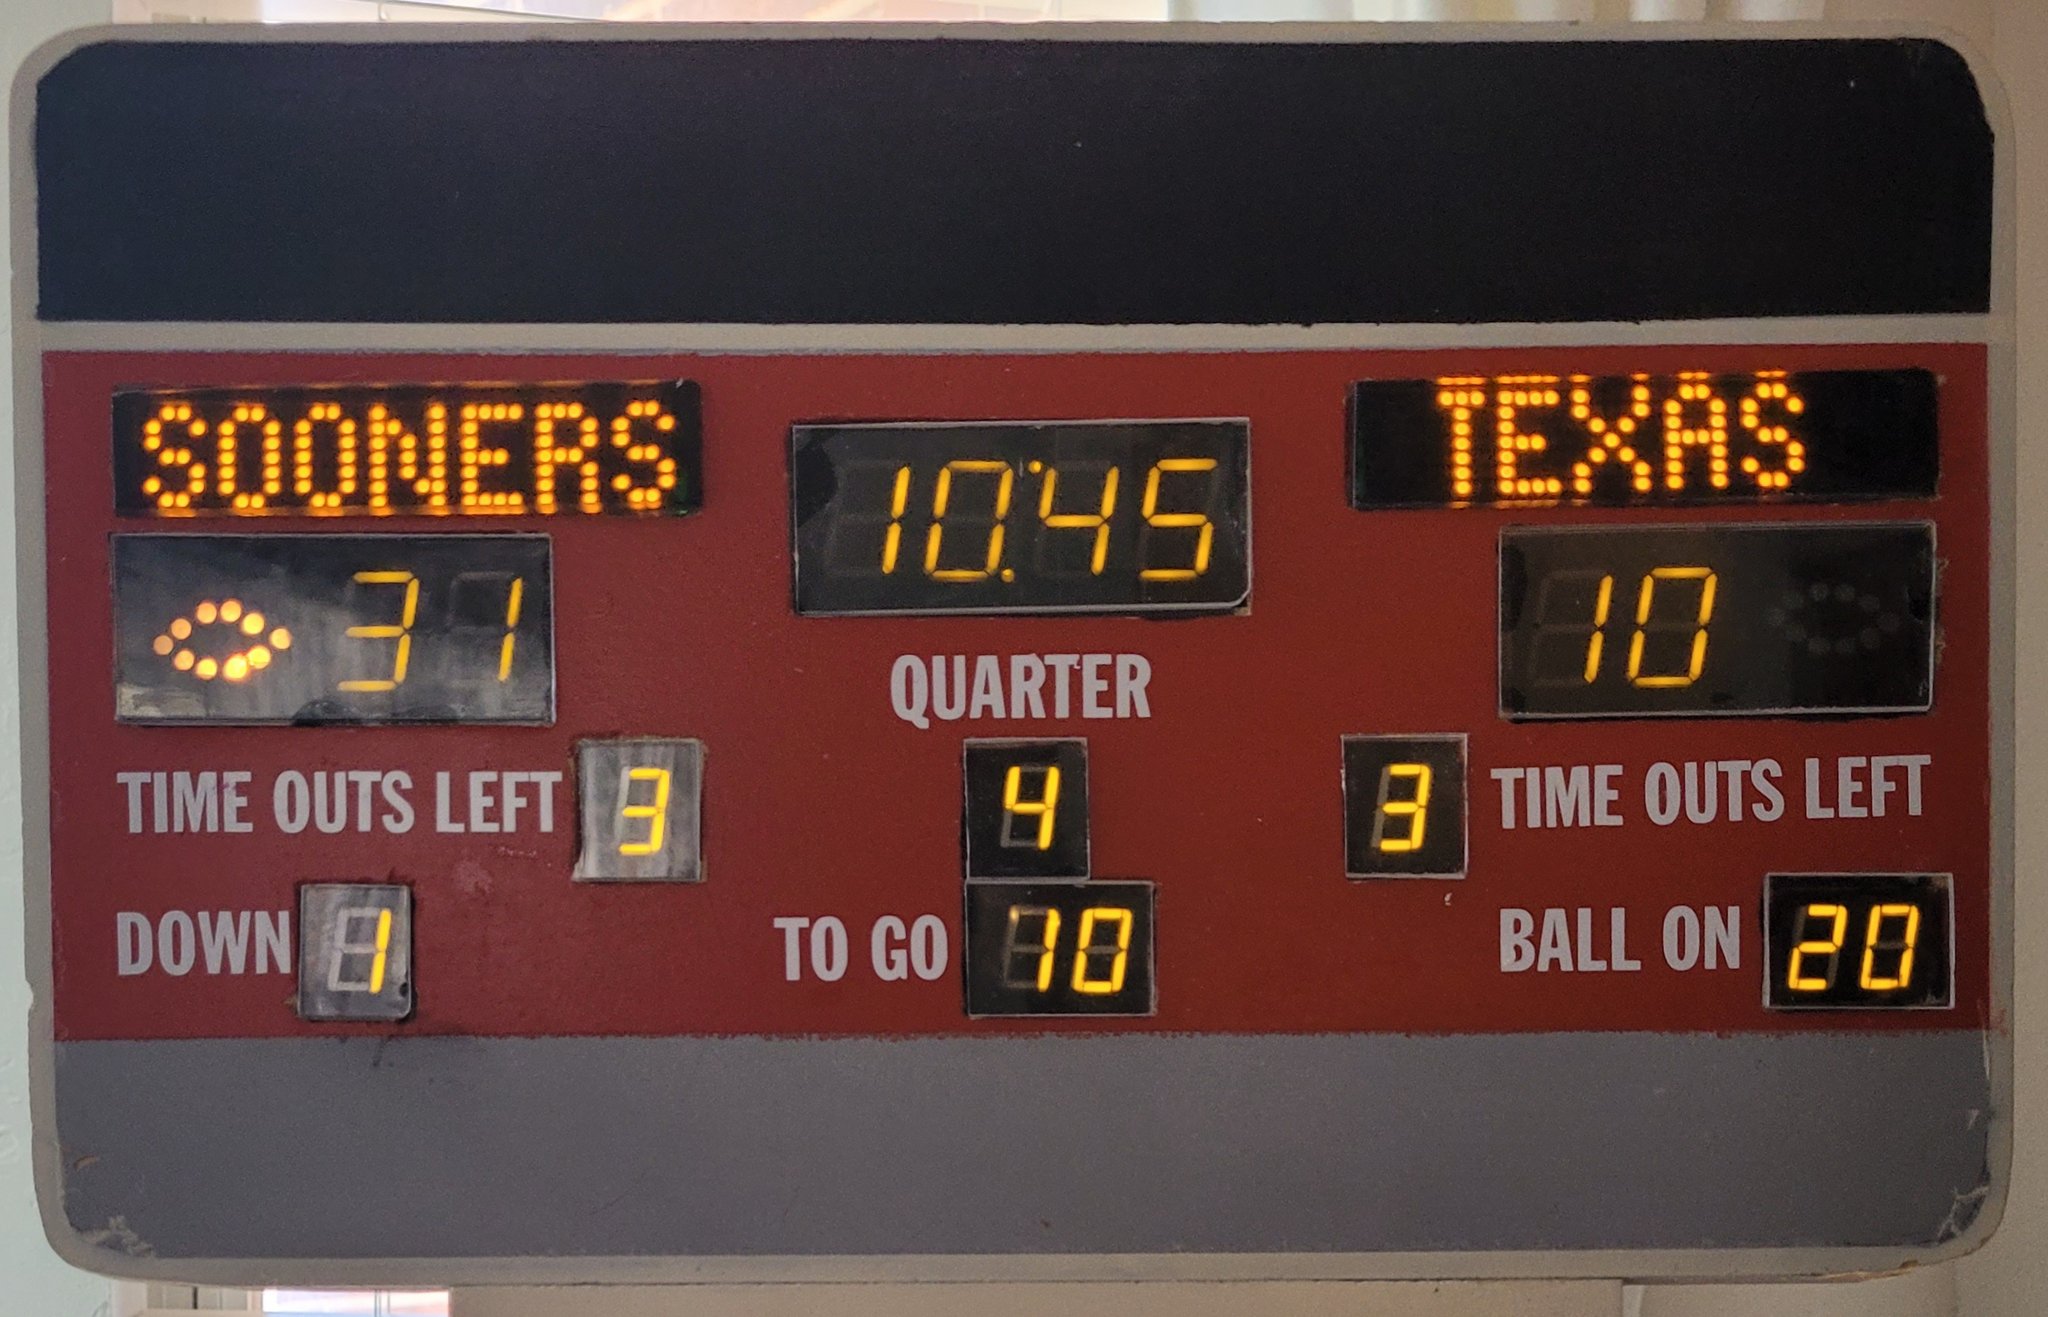 SOONERS 10:45 TEXAS
31 10
QUARTER
TIME OUTS LEFT 3 4 3 TIME OUTS LEFT
DOWN 1 TO GO 10 BALL ON 20